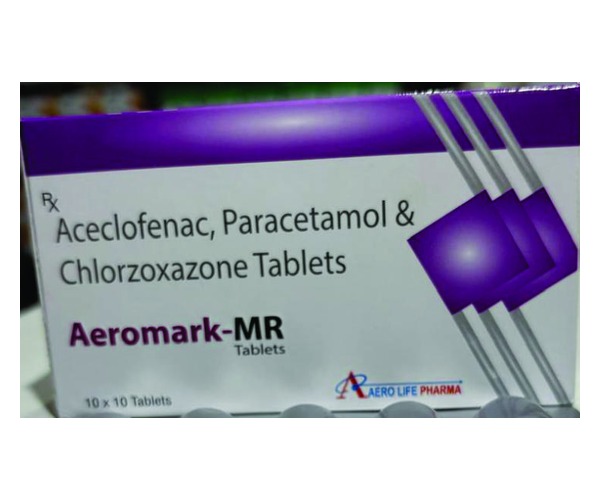 Rx
Aceclofenac, Paracetamol &
Chlorzoxazone Tablets
Aeromark-MR
Tablets
10 x 10 Tablets
AERO LIFE PHARMA